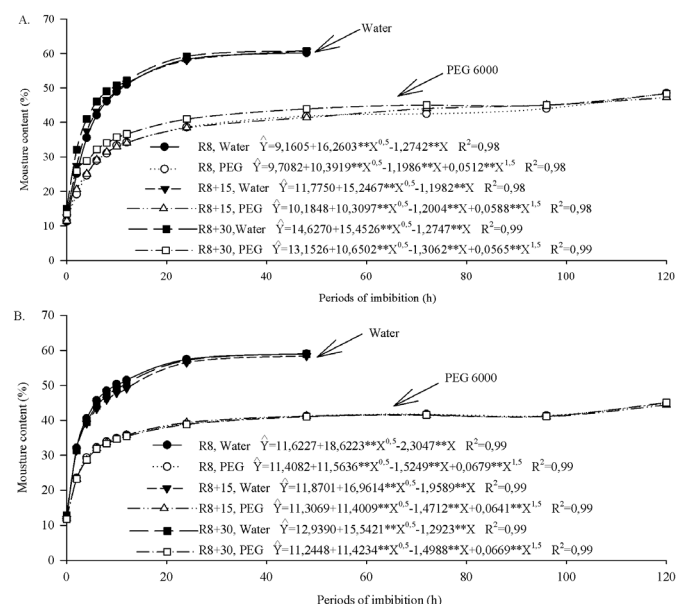 A.
70
60
50
40
30
20
10
0
Mousture content (%)
Water
PEG 6000
R8, Water Ŷ=9,1605+16,2603**X^0,5-1,2742**X R²=0,98
R8, PEG Ŷ=9,7082+10,3919**X^0,5-1,1986**X+0,0512**X^1,5 R²=0,98
R8+15, Water Ŷ=11,7750+15,2467**X^0,5-1,1982**X R²=0,98
R8+15, PEG Ŷ=10,1848+10,3097**X^0,5-1,2004**X+0,0588**X^1,5 R²=0,98
R8+30,Water Ŷ=14,6270+15,4526**X^0,5-1,2747**X R²=0,99
R8+30, PEG Ŷ=13,1526+10,6502**X^0,5-1,3062**X+0,0565**X^1,5 R²=0,99
0 20 40 60 80 100 120
Periods of imbibition (h)
B.
70
60
50
40
30
20
10
0
Mousture content (%)
Water
PEG 6000
R8, Water Ŷ=11,6227+18,6223**X^0,5-2,3047**X R²=0,99
R8, PEG Ŷ=11,4082+11,5636**X^0,5-1,5249**X+0,0679**X^1,5 R²=0,99
R8+15, Water Ŷ=11,8701+16,9614**X^0,5-1,9589**X R²=0,99
R8+15, PEG Ŷ=11,3069+11,4009**X^0,5-1,4712**X+0,0641**X^1,5 R²=0,99
R8+30, Water Ŷ=12,9390+15,5421**X^0,5-1,2923**X R²=0,99
R8+30, PEG Ŷ=11,2448+11,4234**X^0,5-1,4988**X+0,0669**X^1,5 R²=0,99
0 20 40 60 80 100 120
Periods of imbibition (h)